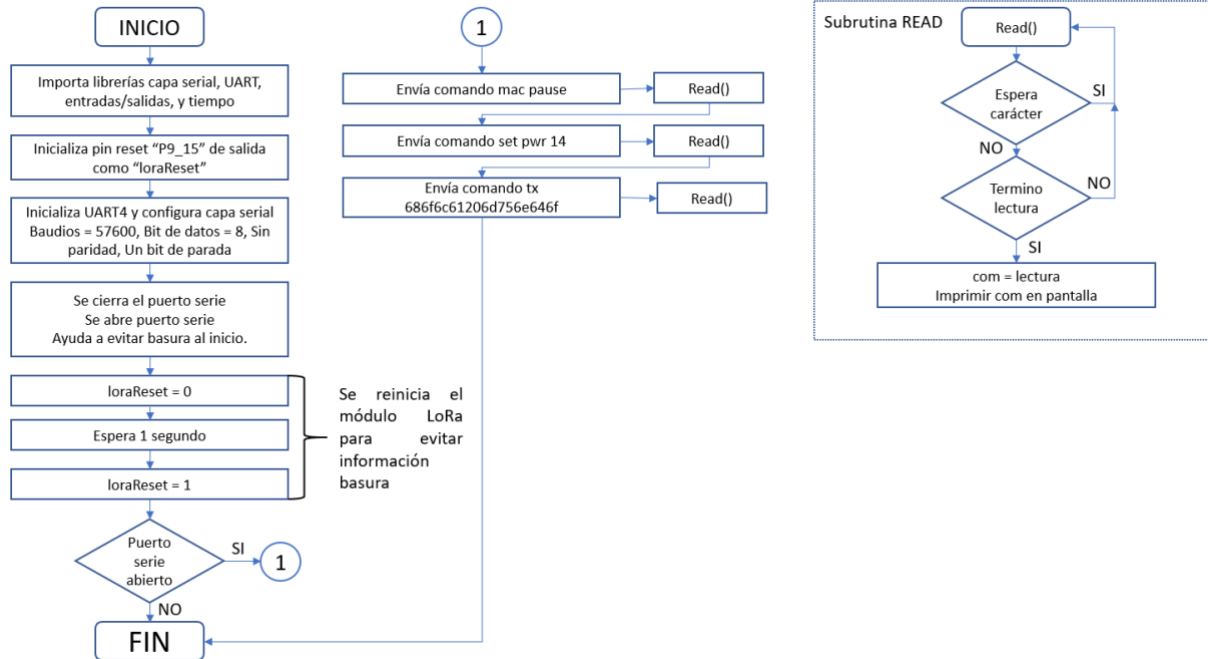 INICIO
Importa librerías capa serial, UART,
entradas/salidas, y tiempo
Inicializa pin reset “P9_15” de salida
como “loraReset”
Inicializa UART4 y configura capa serial
Baudios = 57600, Bit de datos = 8, Sin
paridad, Un bit de parada
Se cierra el puerto serie
Se abre puerto serie
Ayuda a evitar basura al inicio.
loraReset = 0
Espera 1 segundo
loraReset = 1
Se reinicia el
módulo LoRa
para evitar
información
basura
Puerto
serie
abierto
SI
1
NO
FIN
1
Envía comando mac pause
Read()
Envía comando set pwr 14
Read()
Envía comando tx
686f6c61206d756e646f
Read()
Subrutina READ
Read()
Espera
carácter
SI
NO
Termino
lectura
NO
SI
com = lectura
Imprimir com en pantalla